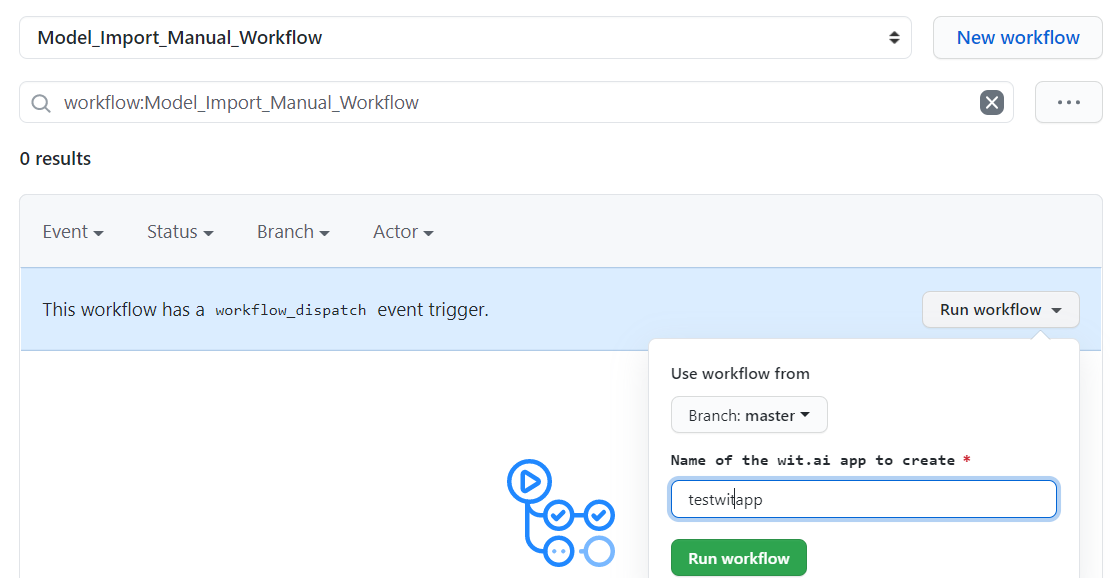 Model_Import_Manual_Workflow
New workflow
workflow:Model_Import_Manual_Workflow
0 results
Event Status Branch Actor
This workflow has a workflow_dispatch event trigger.
Run workflow
Use workflow from
Branch: master
Name of the wit.ai app to create *
testwitapp
Run workflow